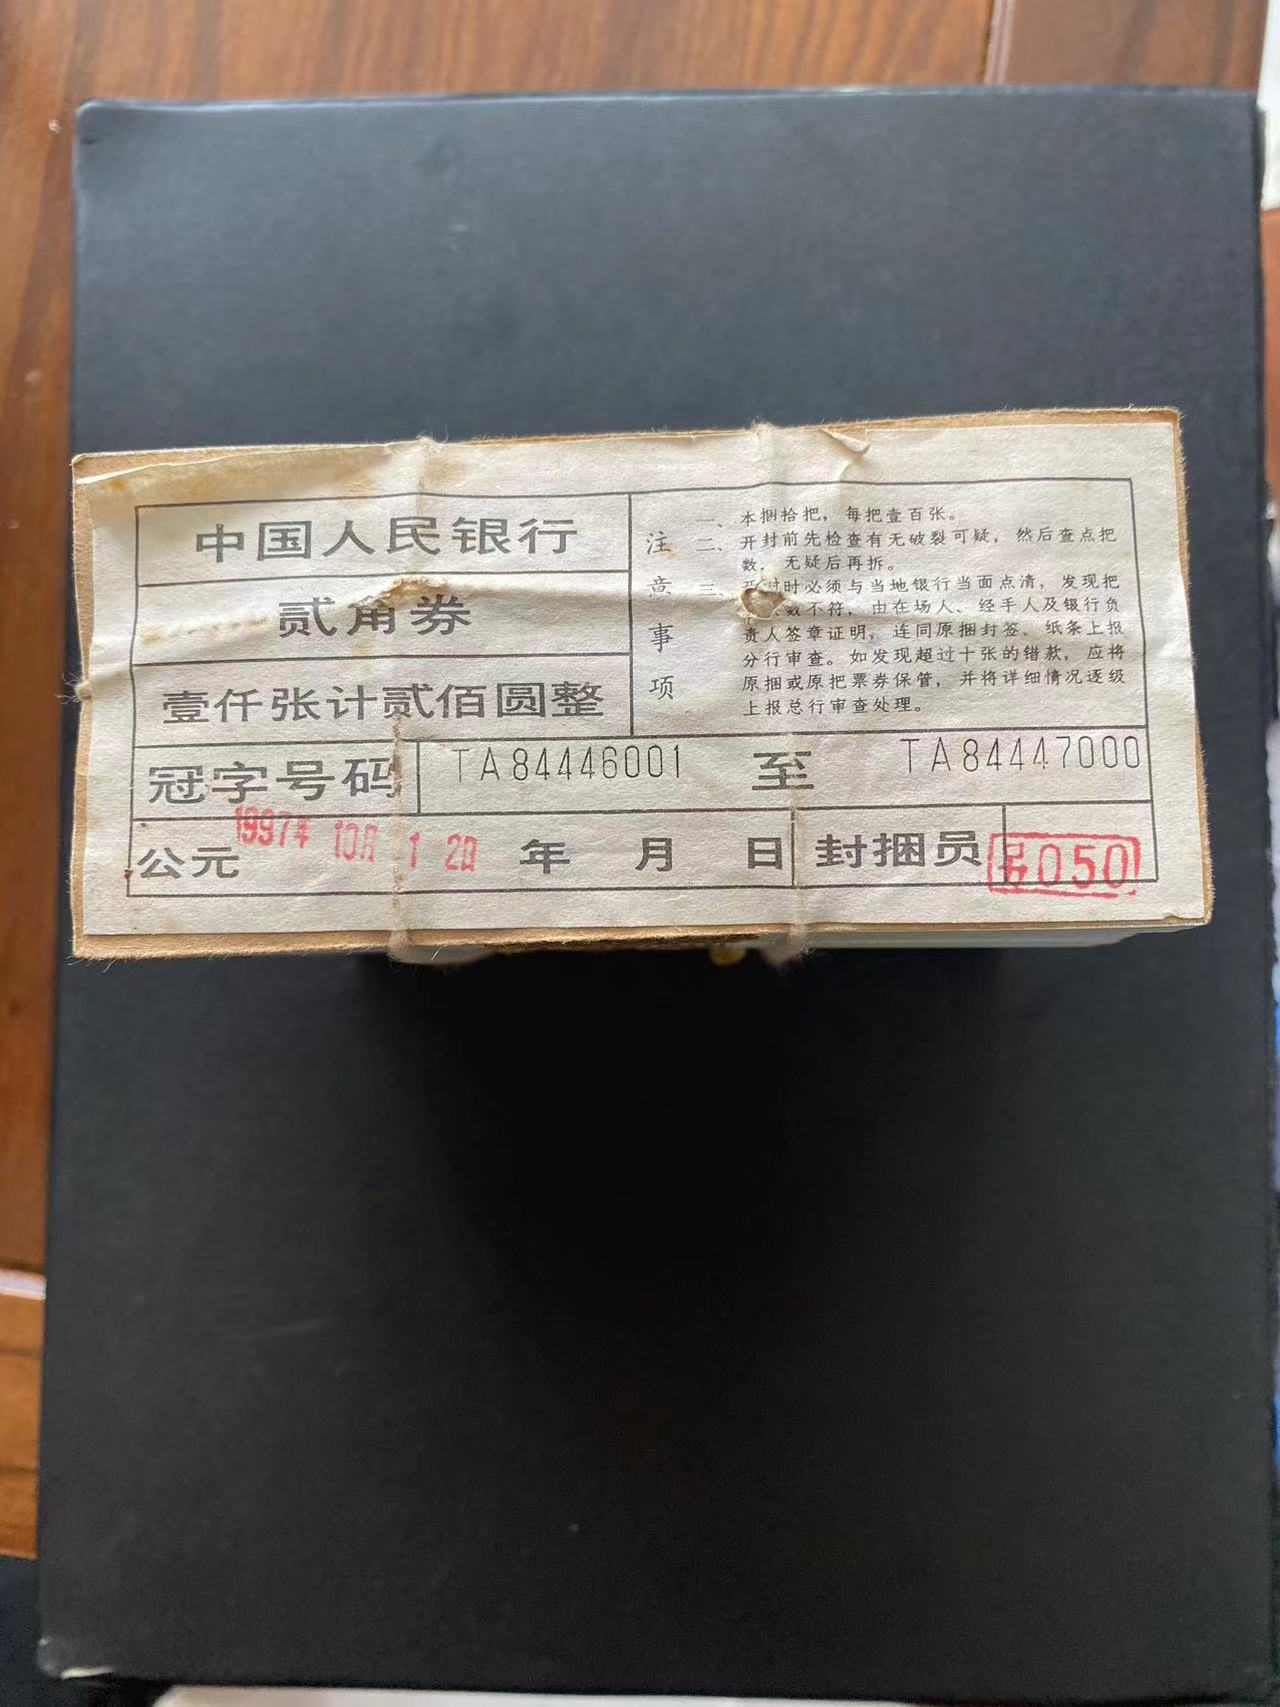 中国人民银行
贰角券
壹仟张计贰佰圆整
注意事项
一、本捆拾把，每把壹百张。
二、开封前先检查有无破裂可疑，然后查点把
数．无疑后再拆。
三、时必须与当地银行当面点清，发现把
数不符，由在场人、经手人及银行负
责人签章证明，连同原捆封签、纸条上报
分行审查。如发现超过十张的错款，应将
原捆或原把票券保管，并将详细情况逐级
上报总行审查处理。
冠字号码 TA84446001 至 TA84447000
1997年 10月 1 2日
公元 年 月 日 封捆员 050